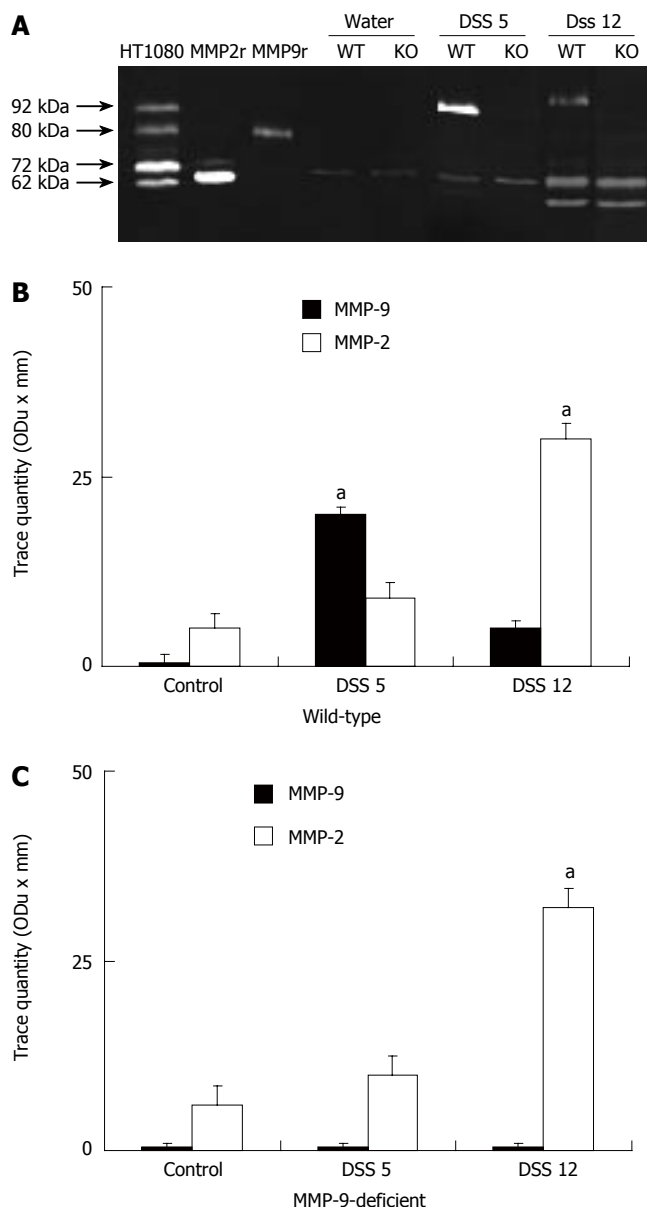 A
Water DSS 5 Dss 12
HT1080 MMP2r MMP9r WT KO WT KO WT KO
92 kDa
80 kDa
72 kDa
62 kDa
B
50
MMP-9
MMP-2
a
a
25
Trace quantity (ODu x mm)
0
Control DSS 5 DSS 12
Wild-type
C
50
MMP-9
MMP-2
a
25
Trace quantity (ODu x mm)
0
Control DSS 5 DSS 12
MMP-9-deficient